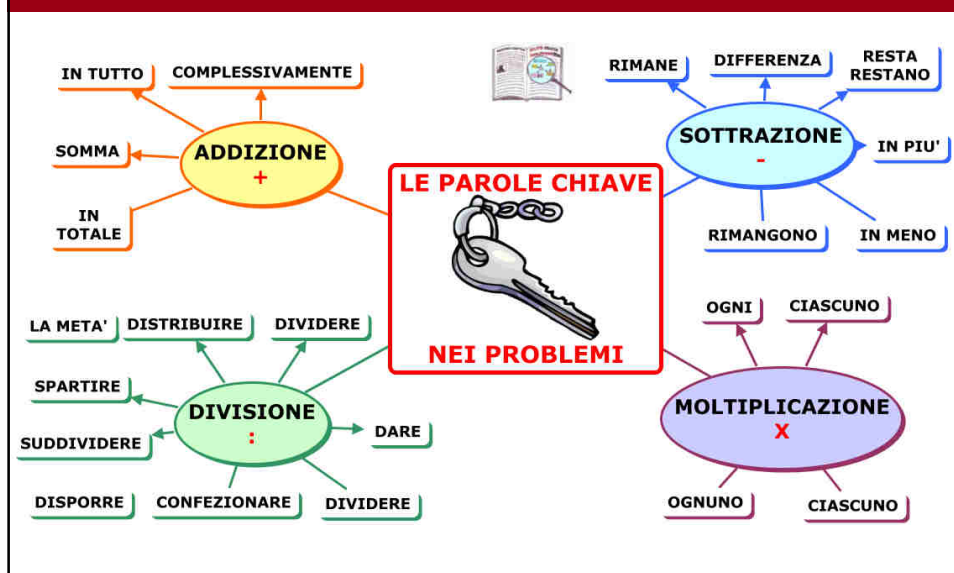 IN TUTTO
COMPLESSIVAMENTE
SOMMA
ADDIZIONE
+
IN
TOTALE
RIMANE
DIFFERENZA
RESTA
RESTANO
SOTTRAZIONE
-
IN PIU'
RIMANGONO
IN MENO
LE PAROLE CHIAVE
NEI PROBLEMI
LA META'
DISTRIBUIRE
DIVIDERE
SPARTIRE
DIVISIONE
:
SUDDIVIDERE
DARE
DISPORRE
CONFEZIONARE
DIVIDERE
OGNI
CIASCUNO
MOLTIPLICAZIONE
X
OGNUNO
CIASCUNO